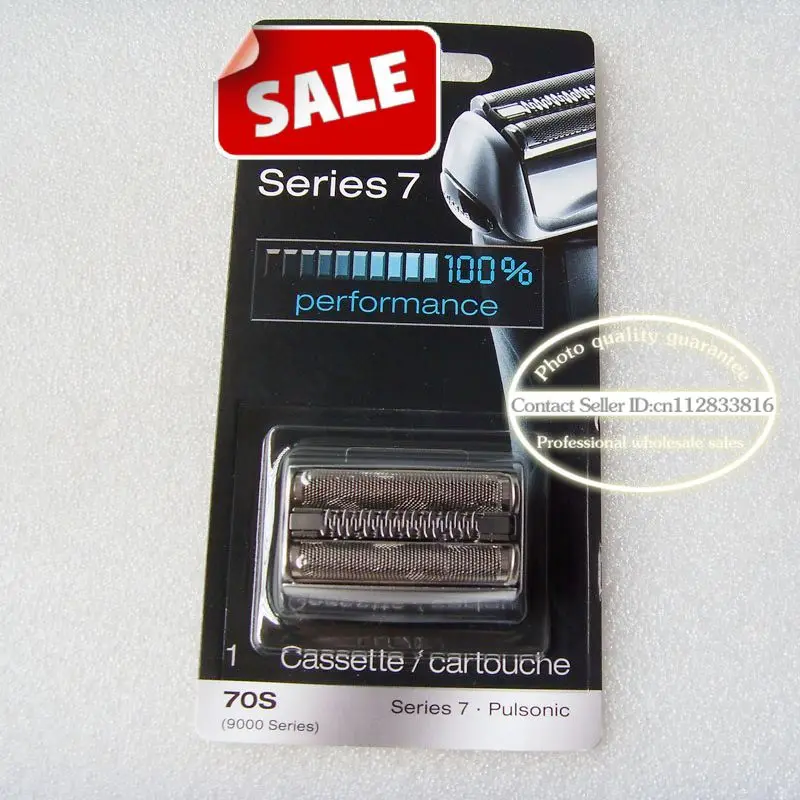 SALE
Series 7
100%
performance
Photo quality guarantee
Contact Seller ID:cn112833816
Professional wholesale sales
1 Cassette / cartouche
70S
(9000 Series)
Series 7 · Pulsonic